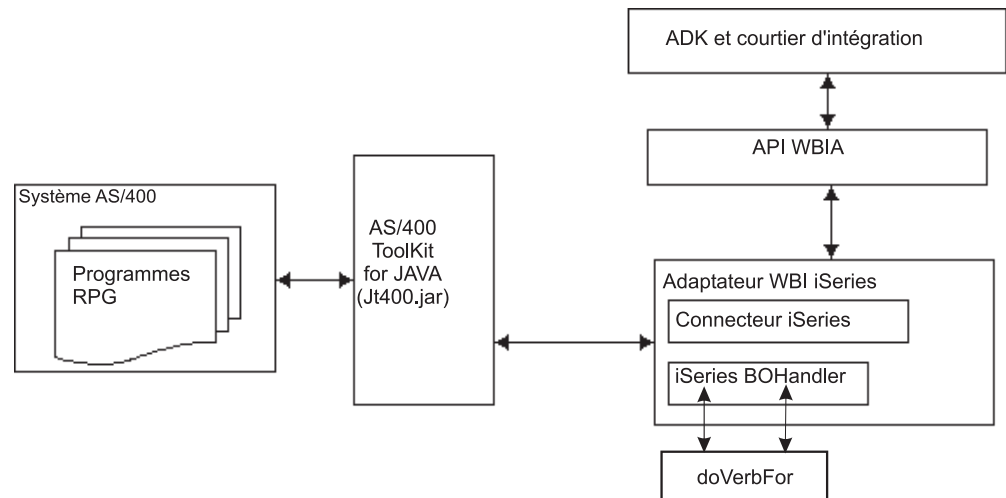 ADK et courtier d'intégration
API WBIA
Système AS/400
Programmes
RPG
AS/400
ToolKit
for JAVA
(Jt400.jar)
Adaptateur WBI iSeries
Connecteur iSeries
iSeries BOHandler
doVerbFor